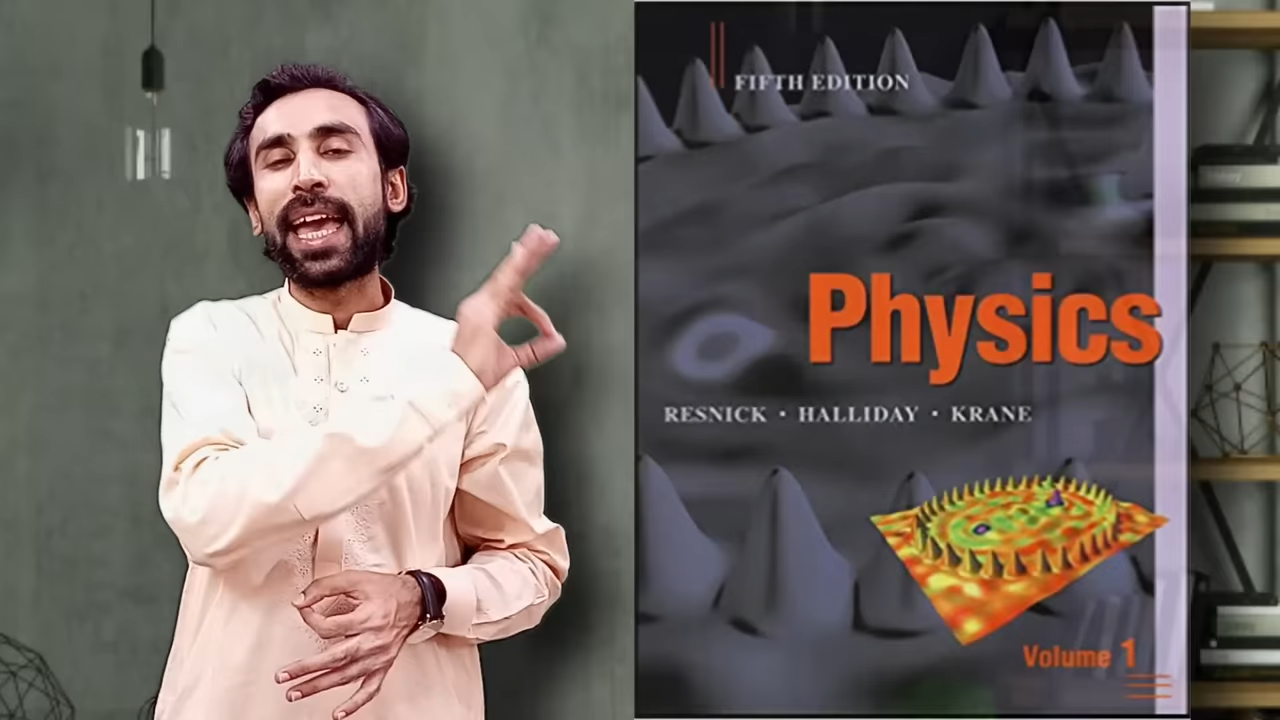 FIFTH EDITION
Physics
RESNICK • HALLIDAY • KRANE
Volume 1